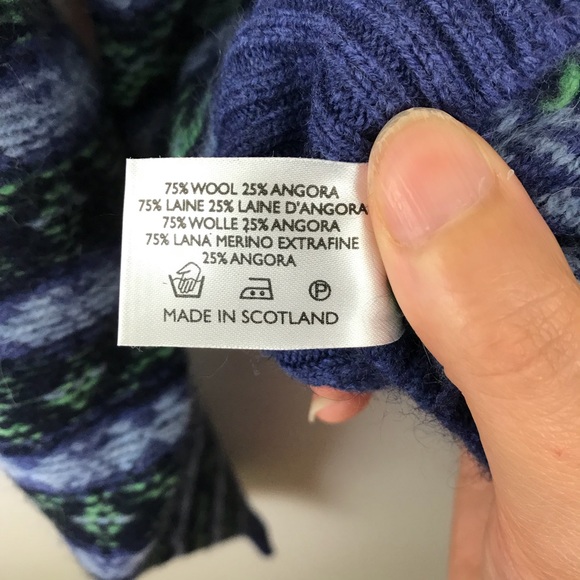 75% WOOL 25% ANGORA
75% LAINE 25% LAINE D'ANGORA
75% WOLLE 25% ANGORA
75% LANA MERINO EXTRAFINE
25% ANGORA
P
MADE IN SCOTLAND